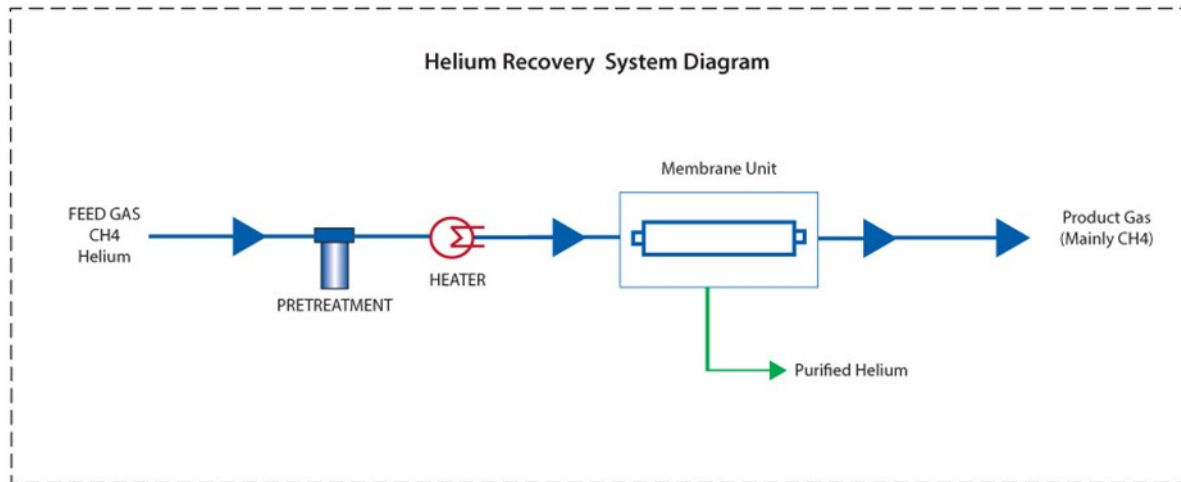 Helium Recovery System Diagram
Membrane Unit
FEED GAS
CH4
Helium
PRETREATMENT
HEATER
Product Gas
(Mainly CH4)
Purified Helium